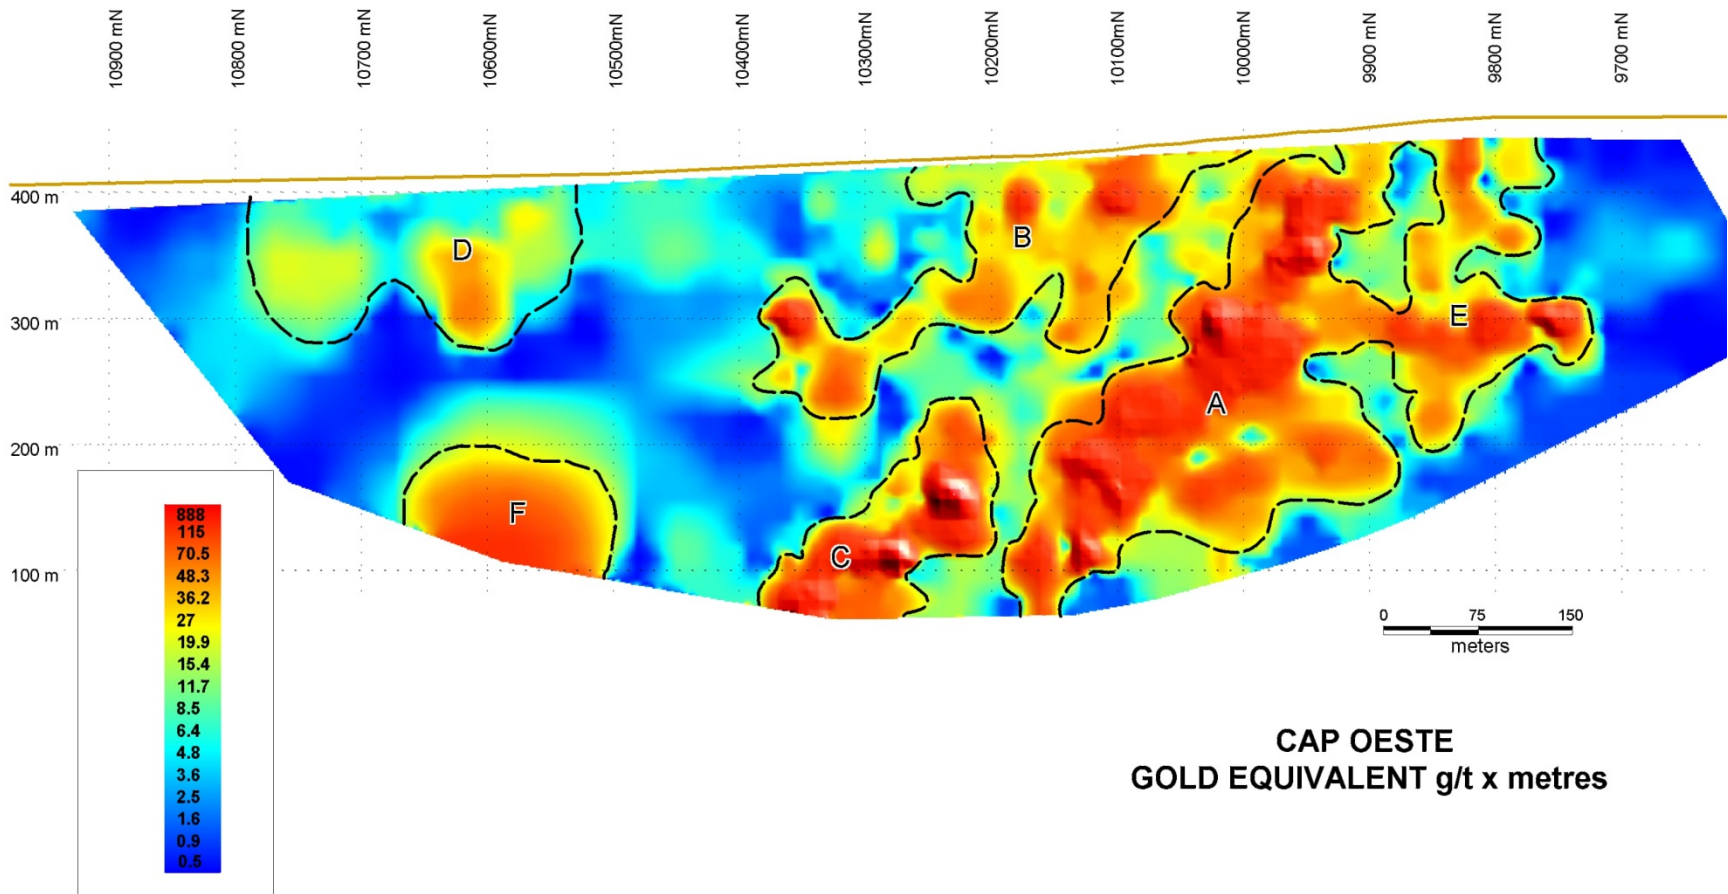 10900 mN
10800 mN
10700 mN
10600mN
10500mN
10400mN
10300mN
10200mN
10100mN
10000mN
9900mN
9800 mN
9700 mN
400 m
300 m
200 m
100 m
D
B
E
A
F
C
888
115
70.5
48.3
36.2
27
19.9
15.4
11.7
8.5
6.4
4.8
3.6
2.5
1.6
0.9
0.5
0 75 150
meters
CAP OESTE
GOLD EQUIVALENT g/t x metres